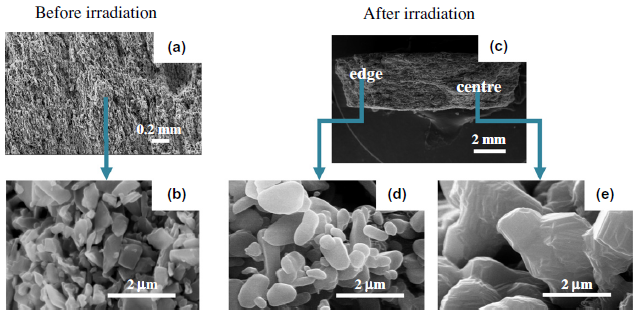 Before irradiation
After irradiation
(a)
(c)
edge
centre
0.2 mm
2 mm
(b)
(d)
(e)
2 µm
2 µm
2 µm